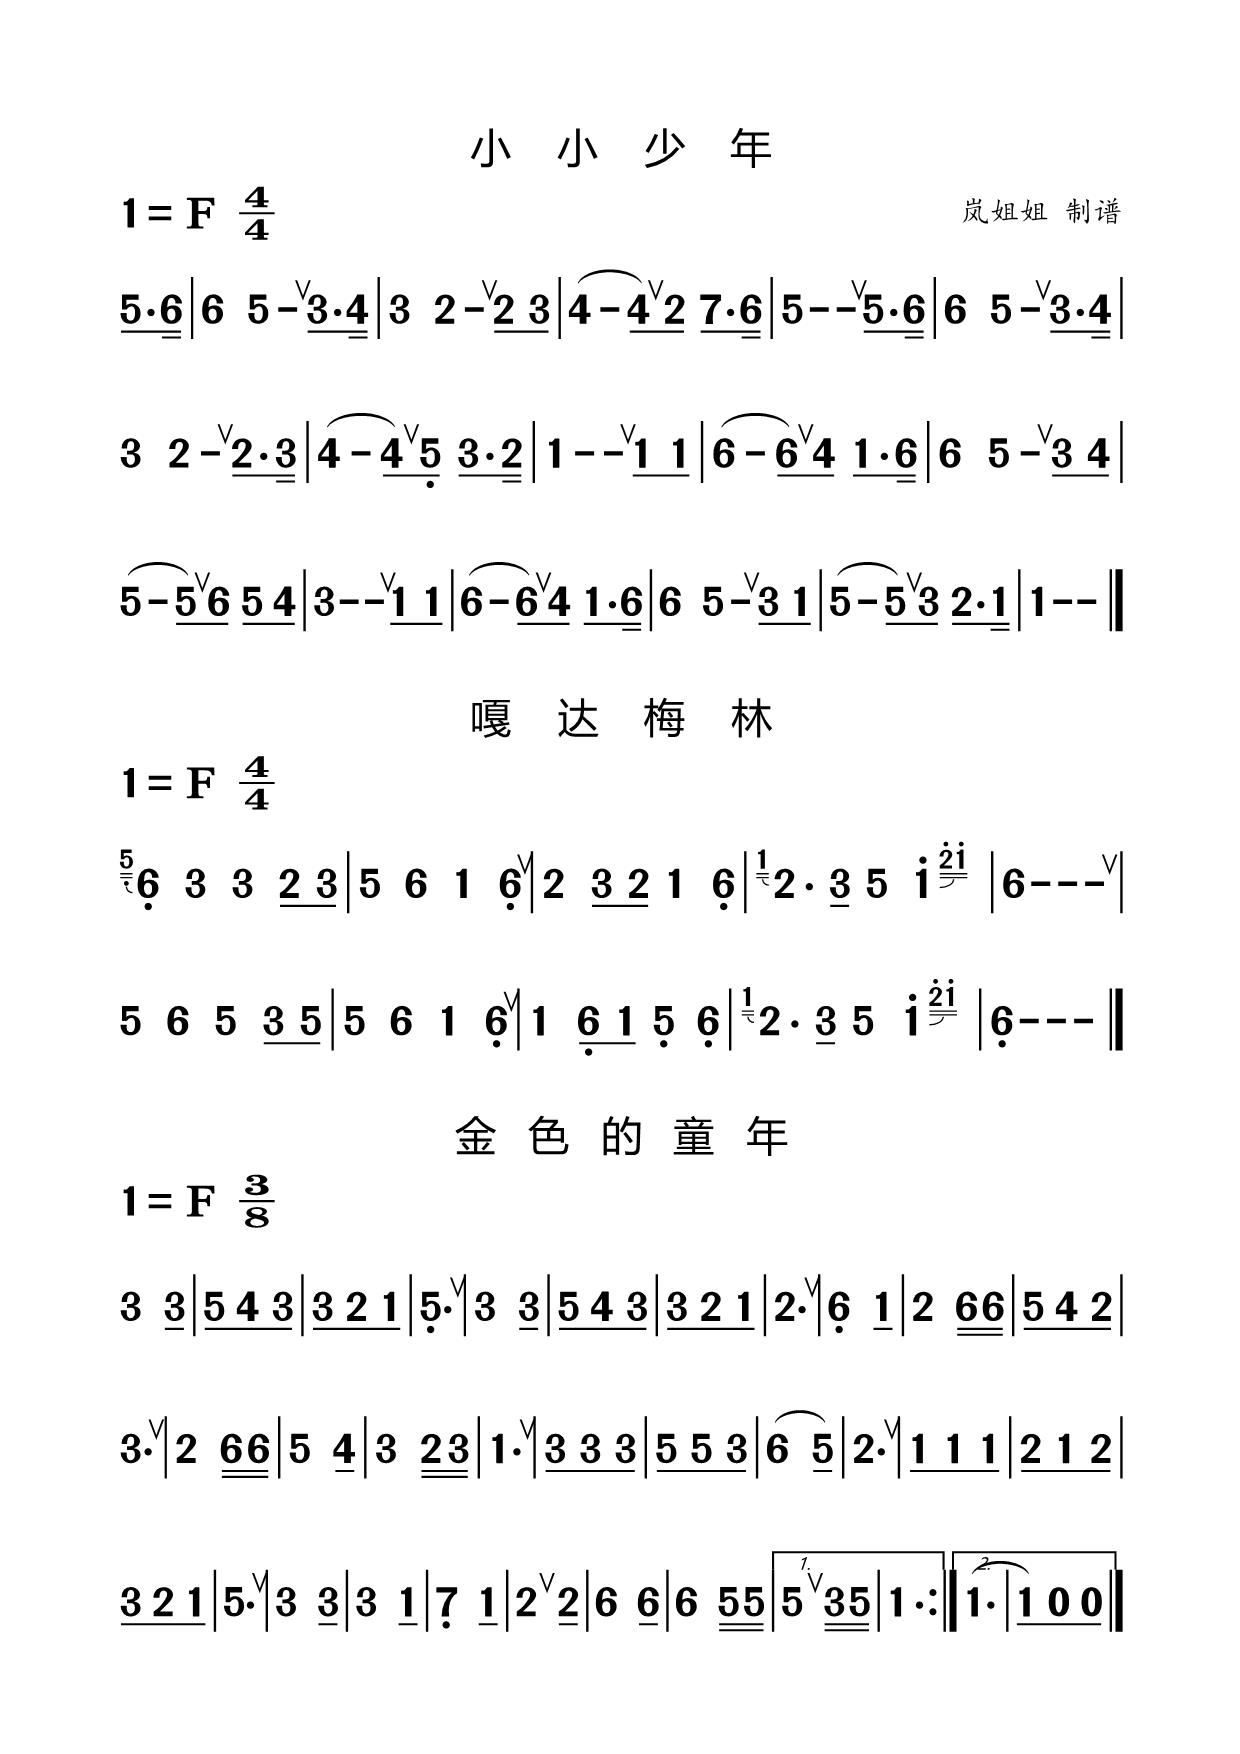 小小少年
1=F 4/4
岚姐姐 制谱
5·6|6 5-∨3·4|3 2-∨2 3|4-4∨2 7·6|5--∨5·6|6 5-∨3·4|
3 2-∨2·3|4-4∨5̣ 3·2|1--∨1 1|6-6∨4 1·6|6 5-∨3 4|
5-5∨6 5 4|3--∨1 1|6-6∨4 1·6|6 5-∨3 1|5-5∨3 2·1|1--‖
嘎达梅林
1=F 4/4
5̣ 6̣ 3 3 2 3|5 6 1 6̣∨|2 3 2 1 6̣|1 2· 3 5 1̇ 2̇1̇|6---∨|
5 6 5 3 5|5 6 1 6̣∨|1 6̣ 1 5̣ 6̣|1 2· 3 5 1̇ 2̇1̇|6̣---‖
金色的童年
1=F 3/8
3 3|5 4 3|3 2 1|5̣·∨|3 3|5 4 3|3 2 1|2·∨|6̣ 1|2 66|5 4 2|
3·∨|2 66|5 4|3 23|1·∨|3 3 3|5 5 3|6 5|2·∨|1 1 1|2 1 2|
3 2 1|5·∨|3 3|3 1|7̣ 1|2∨2|6 6|6 55|1. 5∨35|1·:‖2. 1·|1 0 0‖